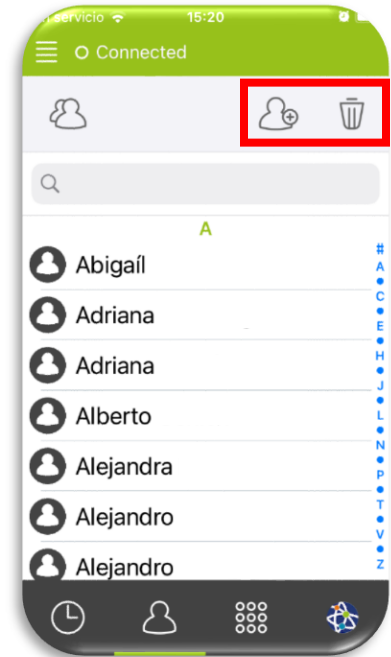 servicio 15:20
Connected
A
Abigaíl
Adriana
Adriana
Alberto
Alejandra
Alejandro
Alejandro
#
A
C
E
H
J
L
N
P
T
V
Z